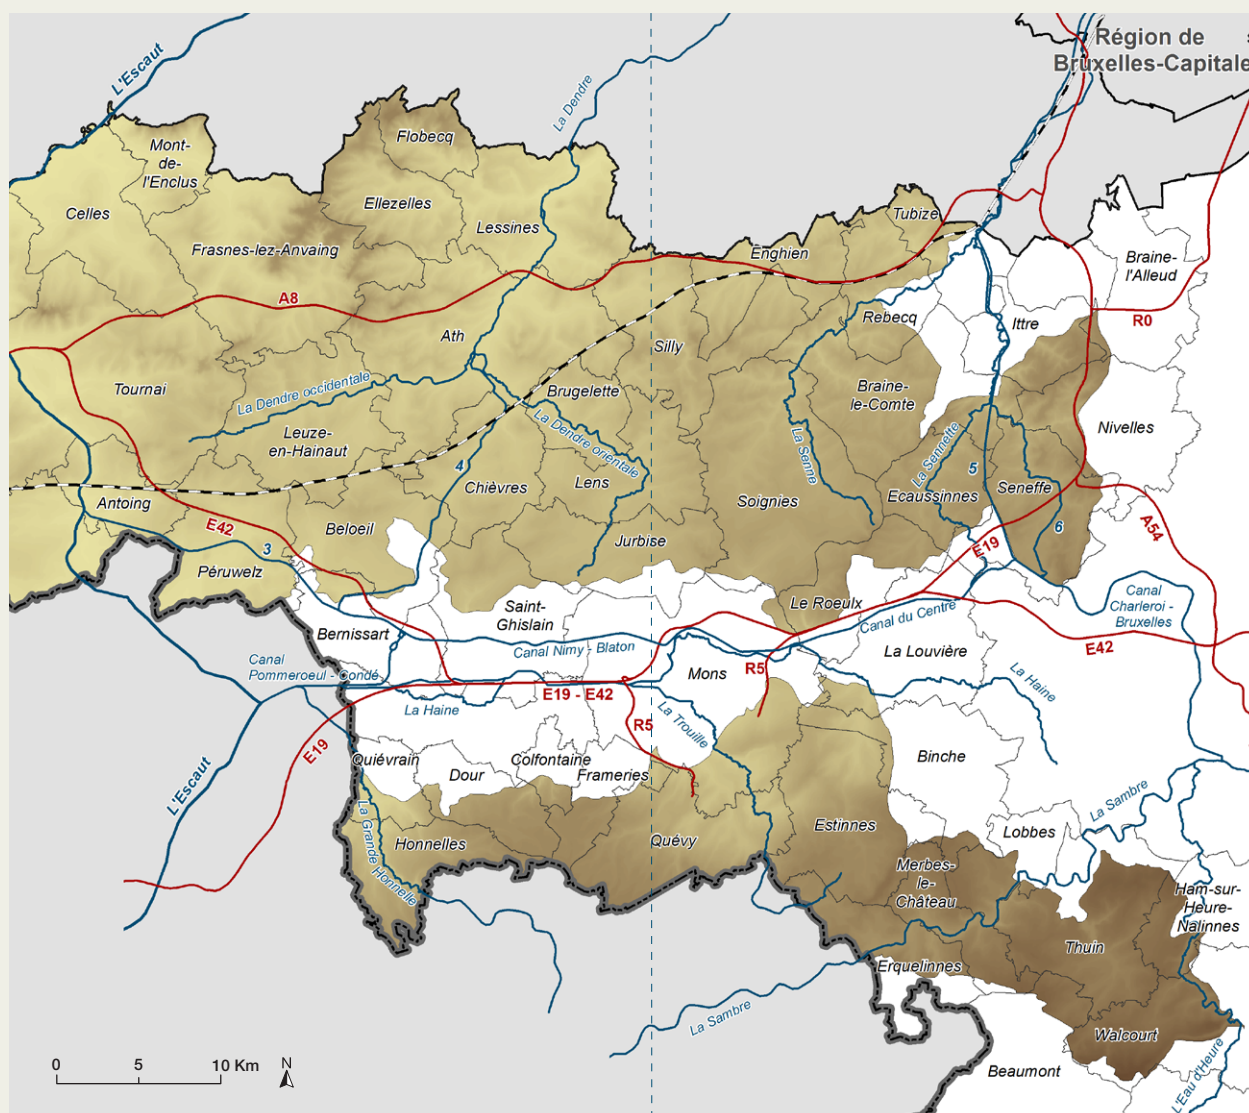 Région de
Bruxelles-Capitale
L'Escaut
La Dendre
Flobecq
Mont-
de-
l'Enclus
Celles
Ellezelles
Lessines
Tubize
Frasnes-lez-Anvaing
Enghien
Braine-
l'Alleud
A8
Rebecq
Ittre
R0
Ath
Silly
Tournai
La Dendre occidentale
Brugelette
Braine-
le-Comte
Leuze-
en-Hainaut
La Dendre orientale
La Senne
La Sennette
Nivelles
4
5
Chièvres
Lens
Soignies
Ecaussinnes
Seneffe
Antoing
E42
Beloeil
6
A54
3
Jurbise
E19
Péruwelz
Le Roeulx
Canal
Charleroi -
Bruxelles
Saint-
Ghislain
Canal du Centre
Bernissart
Canal Nimy - Blaton
La Louvière
E42
Canal
Pommeroeul - Condé
Mons
R5
La Haine
E19 - E42
La Haine
La Trouille
R5
E19
Quiévrain
Dour
Colfontaine
Frameries
Binche
L'Escaut
La Sambre
La Grande Honnelle
Honnelles
Quévy
Estinnes
Lobbes
Merbes-
le-
Château
Ham-sur-
Heure-
Nalinnes
Thuin
Erquelinnes
La Sambre
Walcourt
Beaumont
L'Eau d'Heure
0 5 10 Km
N